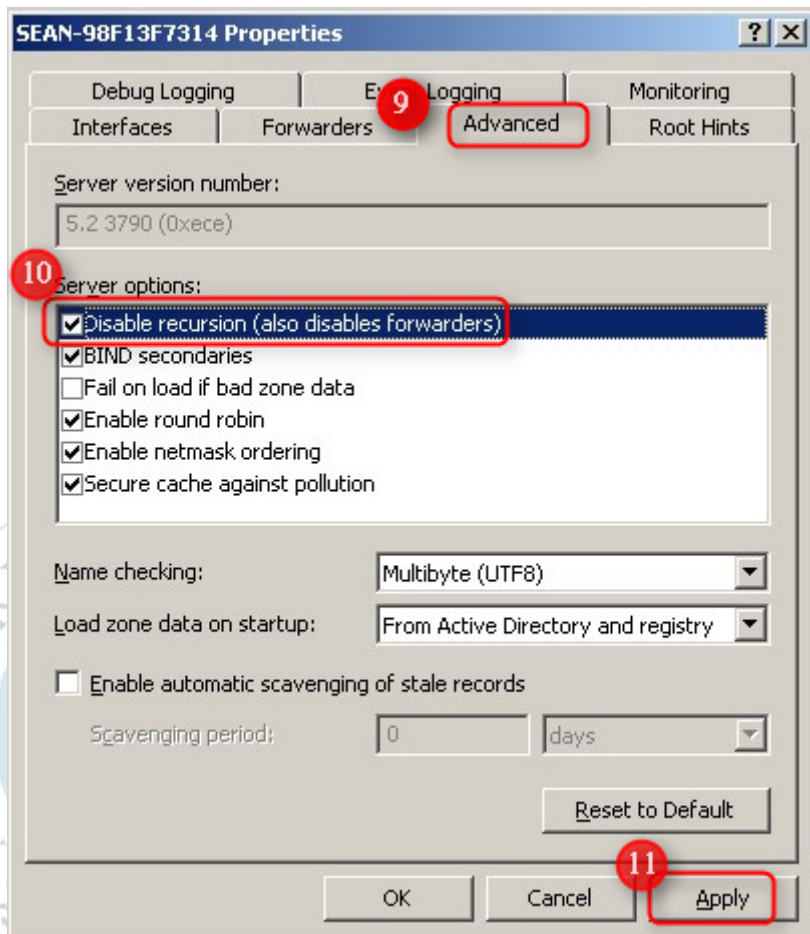 SEAN-98F13F7314 Properties
Debug Logging
Logging
Monitoring
9
Interfaces
Forwarders
Advanced
Root Hints
Server version number:
5.2 3790 (0xece)
10
Server options:
Disable recursion (also disables forwarders)
BIND secondaries
Fail on load if bad zone data
Enable round robin
Enable netmask ordering
Secure cache against pollution
Name checking:
Multibyte (UTF8)
Load zone data on startup:
From Active Directory and registry
Enable automatic scavenging of stale records
Scavenging period:
0
days
Reset to Default
11
OK
Cancel
Apply